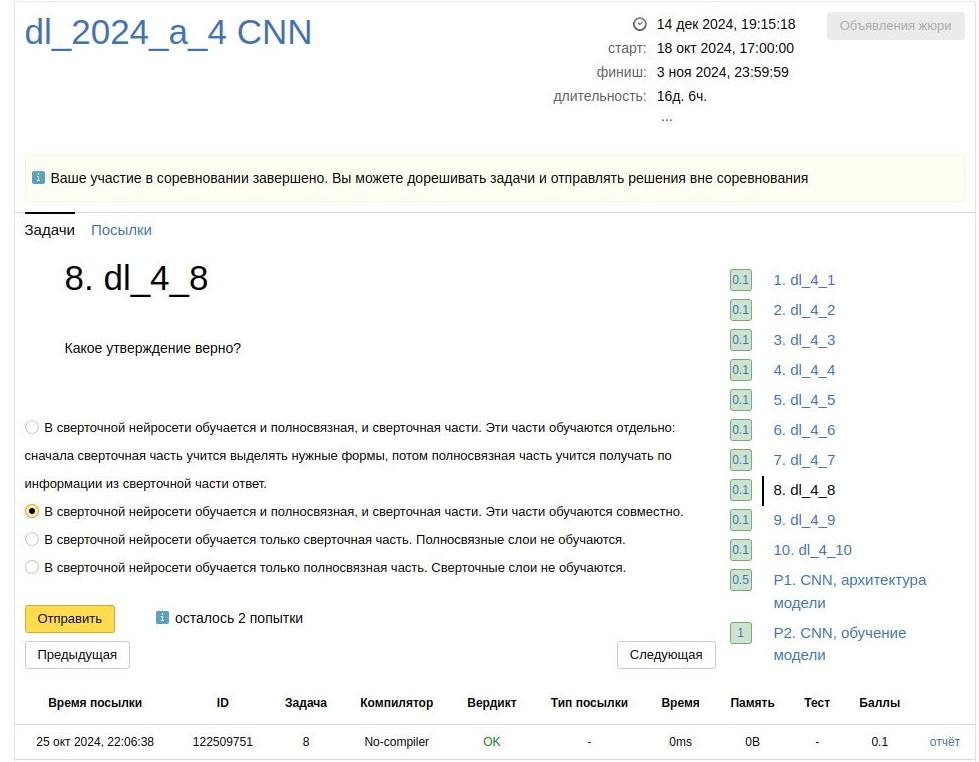 dl_2024_a_4 CNN
14 дек 2024, 19:15:18
Объявления жюри
старт: 18 окт 2024, 17:00:00
финиш: 3 ноя 2024, 23:59:59
длительность: 16д. 6ч.
...
Ваше участие в соревновании завершено. Вы можете дорешивать задачи и отправлять решения вне соревнования
Задачи Посылки
8. dl_4_8
Какое утверждение верно?
В сверточной нейросети обучается и полносвязная, и сверточная части. Эти части обучаются отдельно:
сначала сверточная часть учится выделять нужные формы, потом полносвязная часть учится получать по
информации из сверточной части ответ.
В сверточной нейросети обучается и полносвязная, и сверточная части. Эти части обучаются совместно.
В сверточной нейросети обучается только сверточная часть. Полносвязные слои не обучаются.
В сверточной нейросети обучается только полносвязная часть. Сверточные слои не обучаются.
Отправить
осталось 2 попытки
Предыдущая
Следующая
0.1 1. dl_4_1
0.1 2. dl_4_2
0.1 3. dl_4_3
0.1 4. dl_4_4
0.1 5. dl_4_5
0.1 6. dl_4_6
0.1 7. dl_4_7
0.1 8. dl_4_8
0.1 9. dl_4_9
0.1 10. dl_4_10
0.5 P1. CNN, архитектура
модели
1 P2. CNN, обучение
модели
Время посылки ID Задача Компилятор Вердикт Тип посылки Время Память Тест Баллы
25 окт 2024, 22:06:38 122509751 8 No-compiler OK - 0ms 0B - 0.1 отчёт